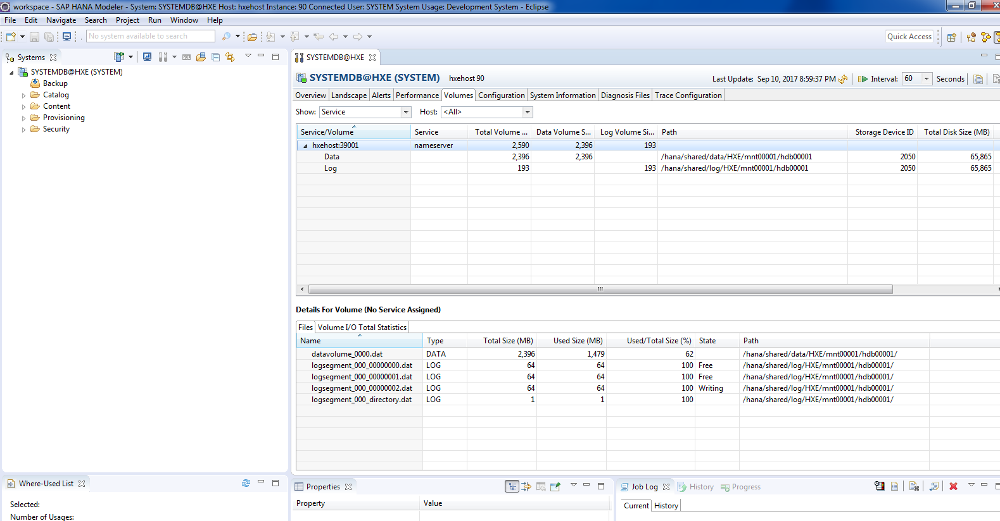 workspace - SAP HANA Modeler - System: SYSTEMDB@HXE Host: hxehost Instance: 90 Connected User: SYSTEM System Usage: Development System - Eclipse
File Edit Navigate Search Project Run Window Help
No system available to search
Quick Access
Systems
SYSTEMDB@HXE (SYSTEM)
Backup
Catalog
Content
Provisioning
Security
SYSTEMDB@HXE
SYSTEMDB@HXE (SYSTEM) hxehost 90
Last Update: Sep 10, 2017 8:59:37 PM Interval: 60 Seconds
Overview Landscape Alerts Performance Volumes Configuration System Information Diagnosis Files Trace Configuration
Show: Service Host: <All>
Service/Volume Service Total Volume ... Data Volume S... Log Volume Si... Path Storage Device ID Total Disk Size (MB)
hxehost:39001 nameserver 2,590 2,396 193
Data 2,396 2,396 /hana/shared/data/HXE/mnt00001/hdb00001 2050 65,865
Log 193 193 /hana/shared/log/HXE/mnt00001/hdb00001 2050 65,865
Details For Volume (No Service Assigned)
Files Volume I/O Total Statistics
Name Type Total Size (MB) Used Size (MB) Used/Total Size (%) State Path
datavolume_0000.dat DATA 2,396 1,479 62 /hana/shared/data/HXE/mnt00001/hdb00001/
logsegment_000_00000000.dat LOG 64 64 100 Free /hana/shared/log/HXE/mnt00001/hdb00001/
logsegment_000_00000001.dat LOG 64 64 100 Free /hana/shared/log/HXE/mnt00001/hdb00001/
logsegment_000_00000002.dat LOG 64 64 100 Writing /hana/shared/log/HXE/mnt00001/hdb00001/
logsegment_000_directory.dat LOG 1 1 100 /hana/shared/log/HXE/mnt00001/hdb00001/
Where-Used List
Selected:
Number of Usages:
Properties
Property Value
Job Log History Progress
Current History